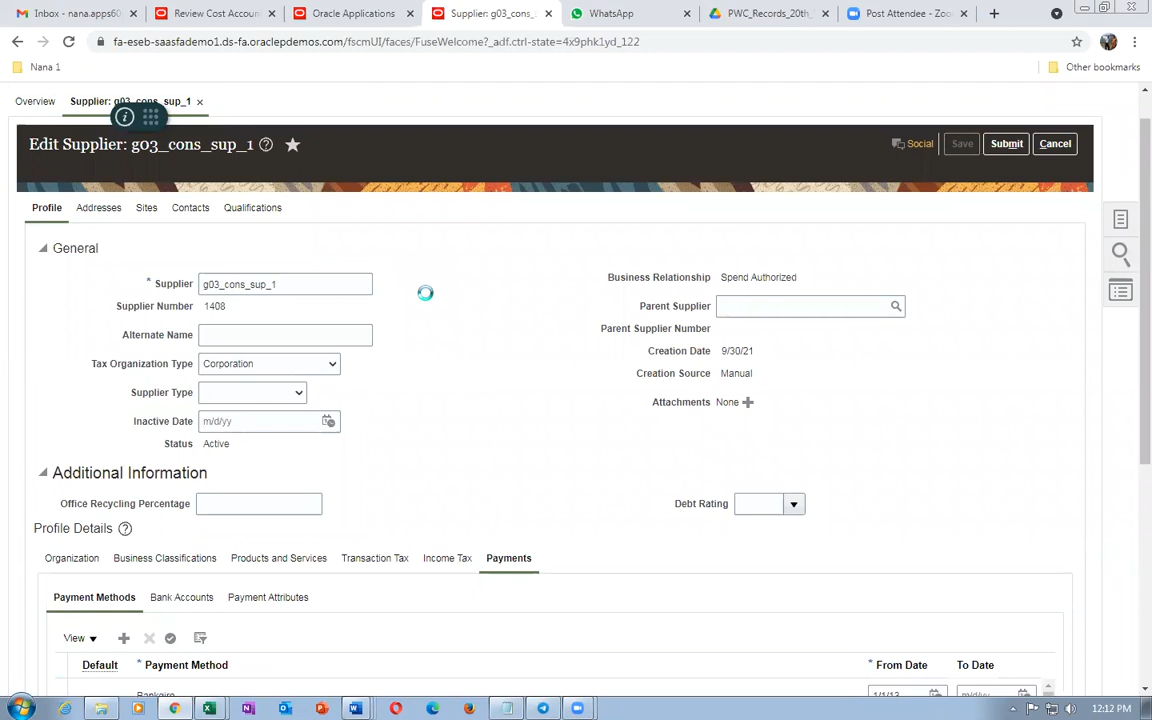 Inbox - nana.apps60
Review Cost Accoun
Oracle Applications
Supplier: g03_cons_s
WhatsApp
PWC_Records_20th_
Post Attendee - Zoo
fa-eseb-saasfademo1.ds-fa.oraclepdemos.com/fscmUI/faces/FuseWelcome?_adf.ctrl-state=4x9phk1yd_122
Nana 1
Other bookmarks
Overview
Supplier: g03_cons_sup_1
Edit Supplier: g03_cons_sup_1
Social
Save
Submit
Cancel
Profile
Addresses
Sites
Contacts
Qualifications
General
* Supplier
g03_cons_sup_1
Supplier Number
1408
Alternate Name
Tax Organization Type
Corporation
Supplier Type
Inactive Date
m/d/yy
Status
Active
Business Relationship
Spend Authorized
Parent Supplier
Parent Supplier Number
Creation Date
9/30/21
Creation Source
Manual
Attachments
None
Additional Information
Office Recycling Percentage
Debt Rating
Profile Details
Organization
Business Classifications
Products and Services
Transaction Tax
Income Tax
Payments
Payment Methods
Bank Accounts
Payment Attributes
View
Default
* Payment Method
* From Date
To Date
Bankgiro
1/1/13
m/d/yy
12:12 PM